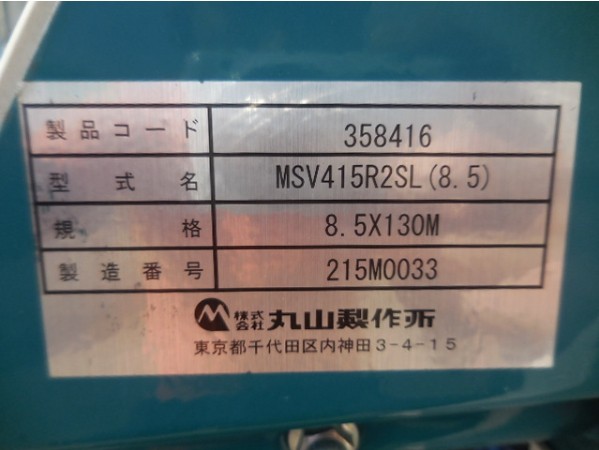 製品コード 358416
型式名 MSV415R2SL(8.5)
規格 8.5X130M
製造番号 215M0033
株式会社 丸山製作所
東京都千代田区内神田3-4-15